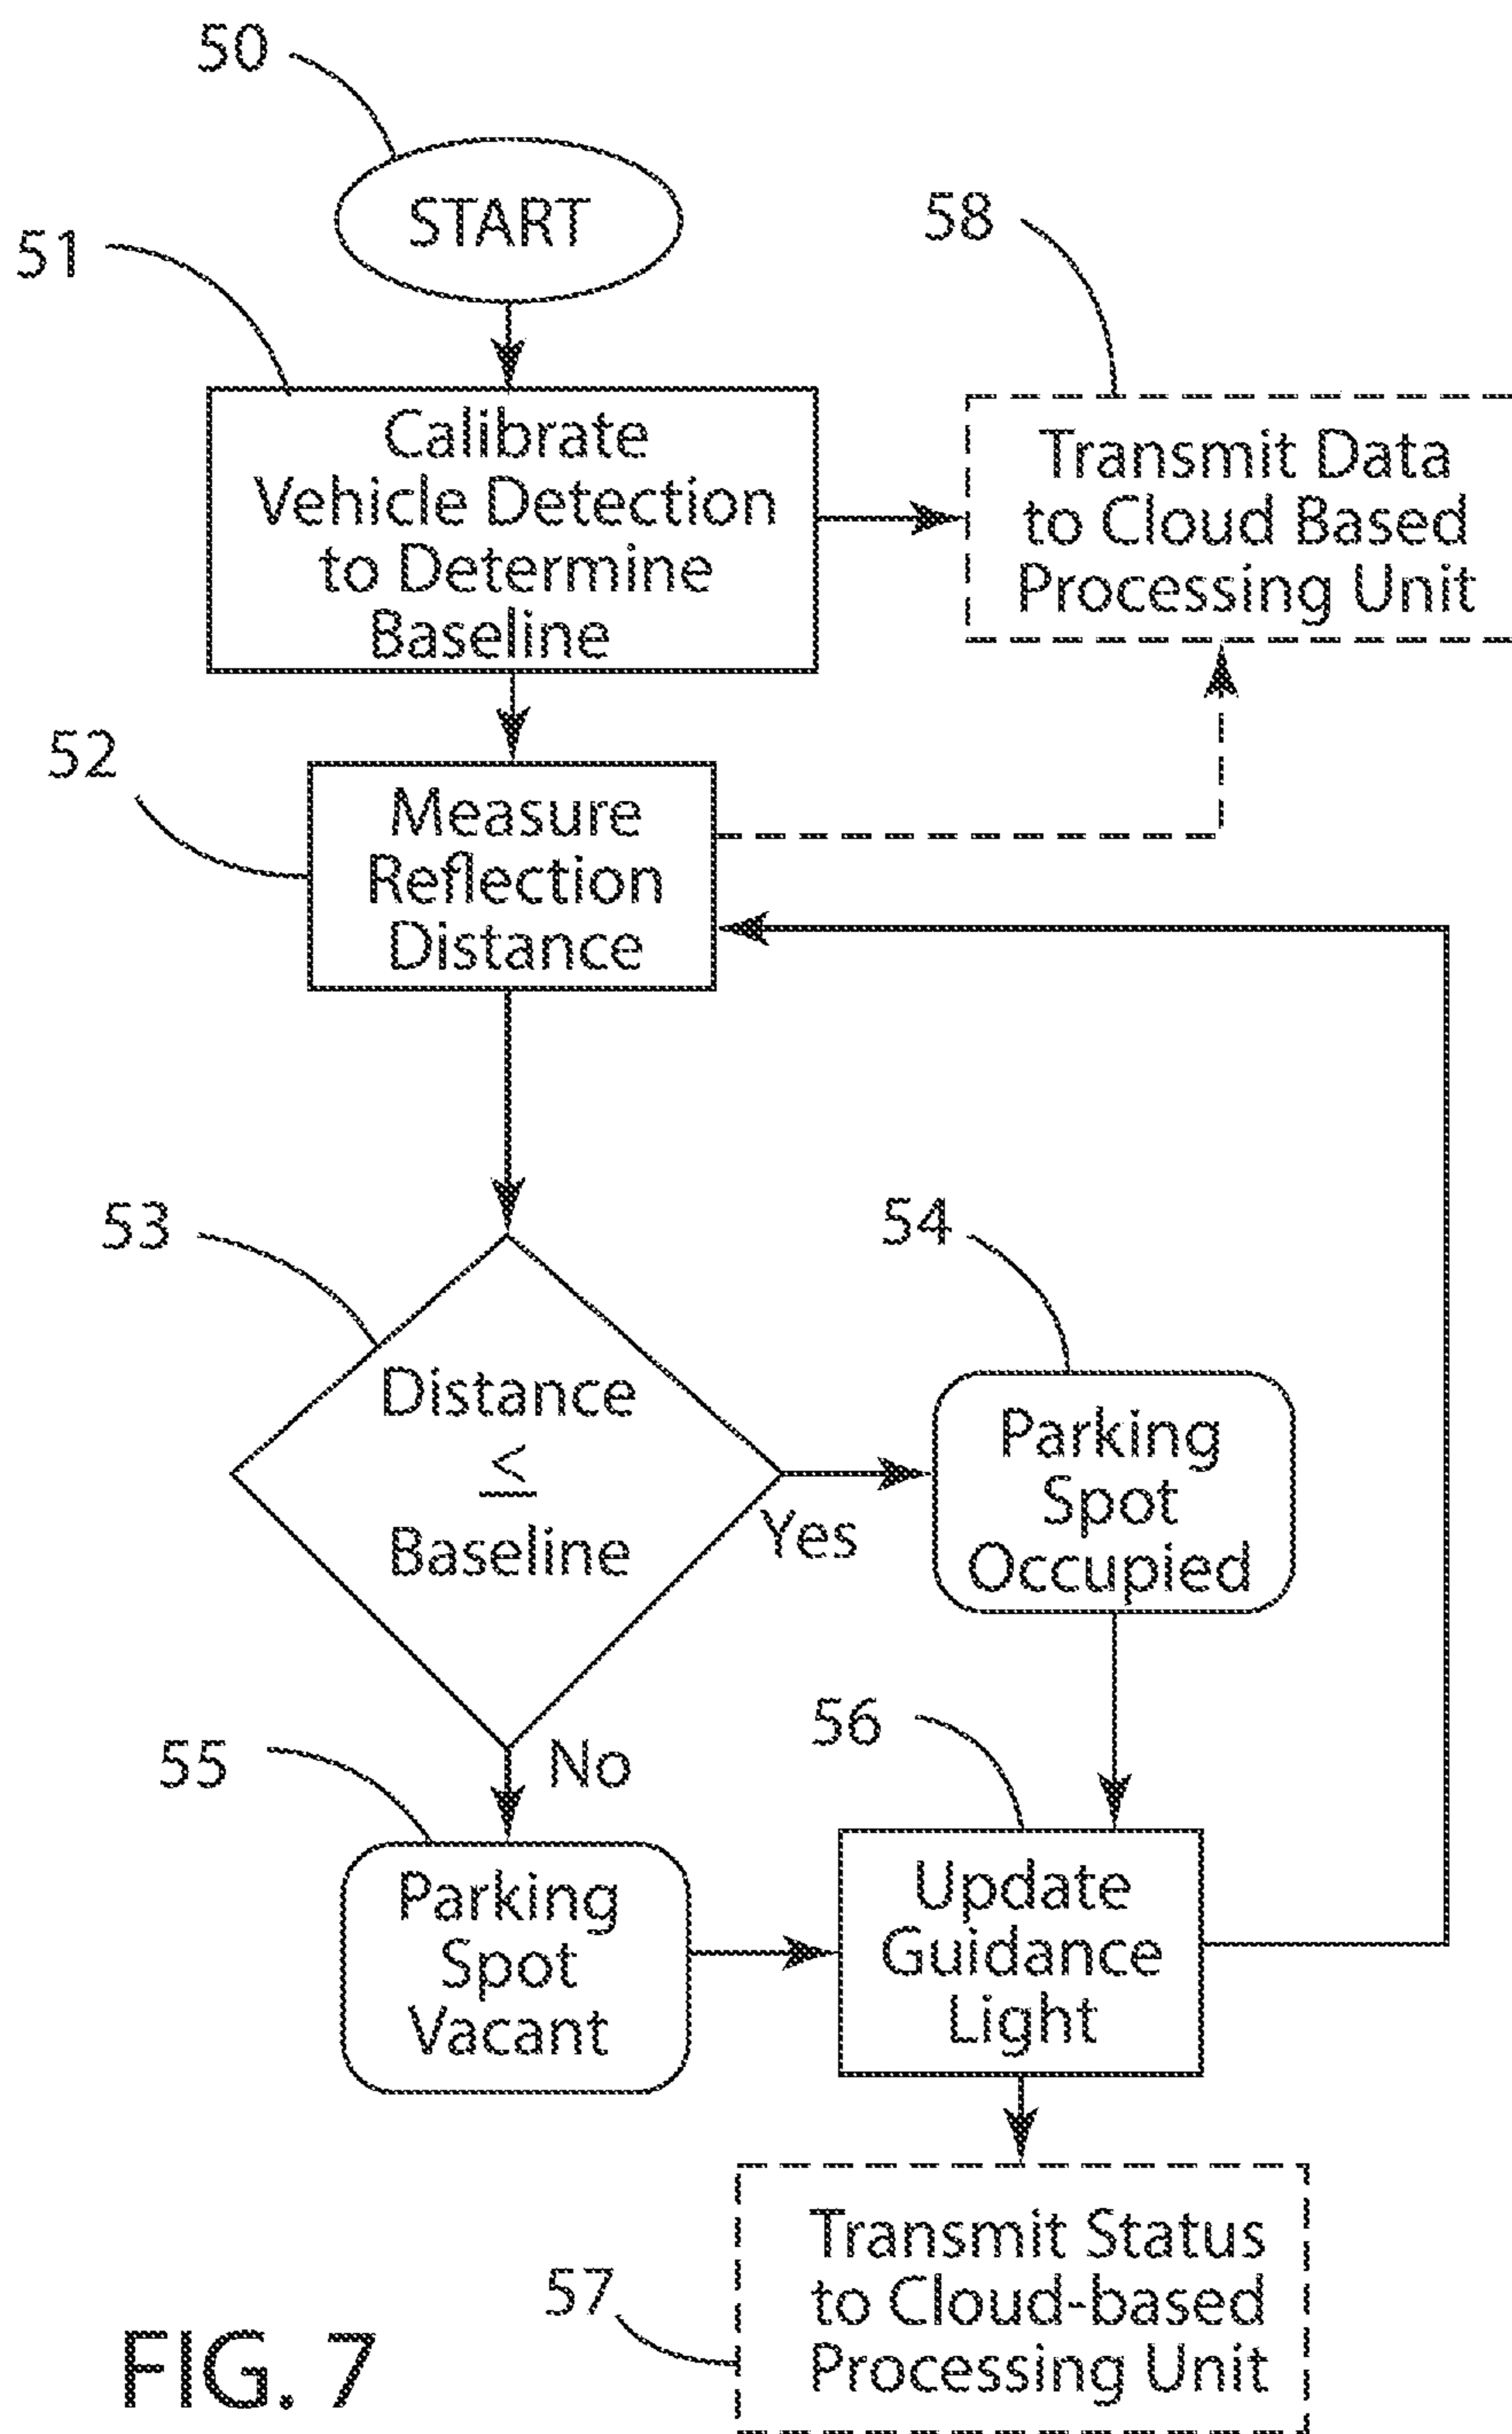 50
START
51
58
Calibrate
Vehicle Detection
to Determine
Baseline
Transmit Data
to Cloud Based
Processing Unit
52
Measure
Reflection
Distance
53
54
Distance
≤
Baseline
Yes
Parking
Spot
Occupied
55
No
56
Parking
Spot
Vacant
Update
Guidance
Light
57
Transmit Status
to Cloud-based
Processing Unit
FIG. 7